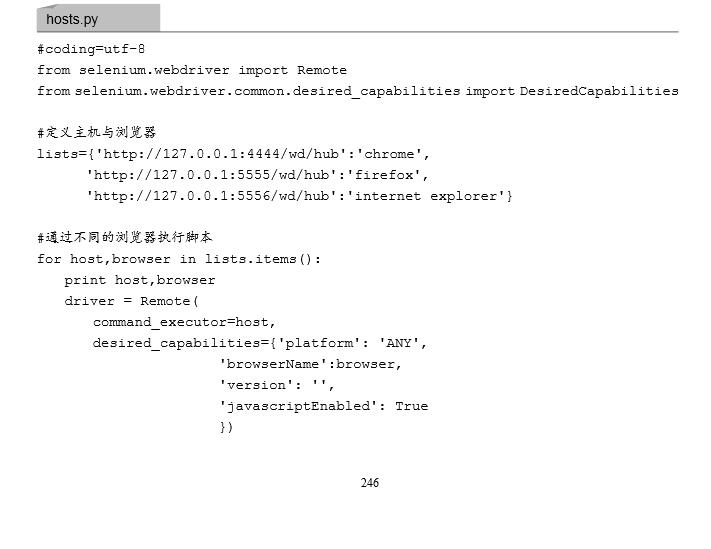 hosts.py
#coding=utf-8
from selenium.webdriver import Remote
from selenium.webdriver.common.desired_capabilities import DesiredCapabilities
#定义主机与浏览器
lists={'http://127.0.0.1:4444/wd/hub':'chrome',
'http://127.0.0.1:5555/wd/hub':'firefox',
'http://127.0.0.1:5556/wd/hub':'internet explorer'}
#通过不同的浏览器执行脚本
for host,browser in lists.items():
print host,browser
driver = Remote(
command_executor=host,
desired_capabilities={'platform': 'ANY',
'browserName':browser,
'version': '',
'javascriptEnabled': True
})
246